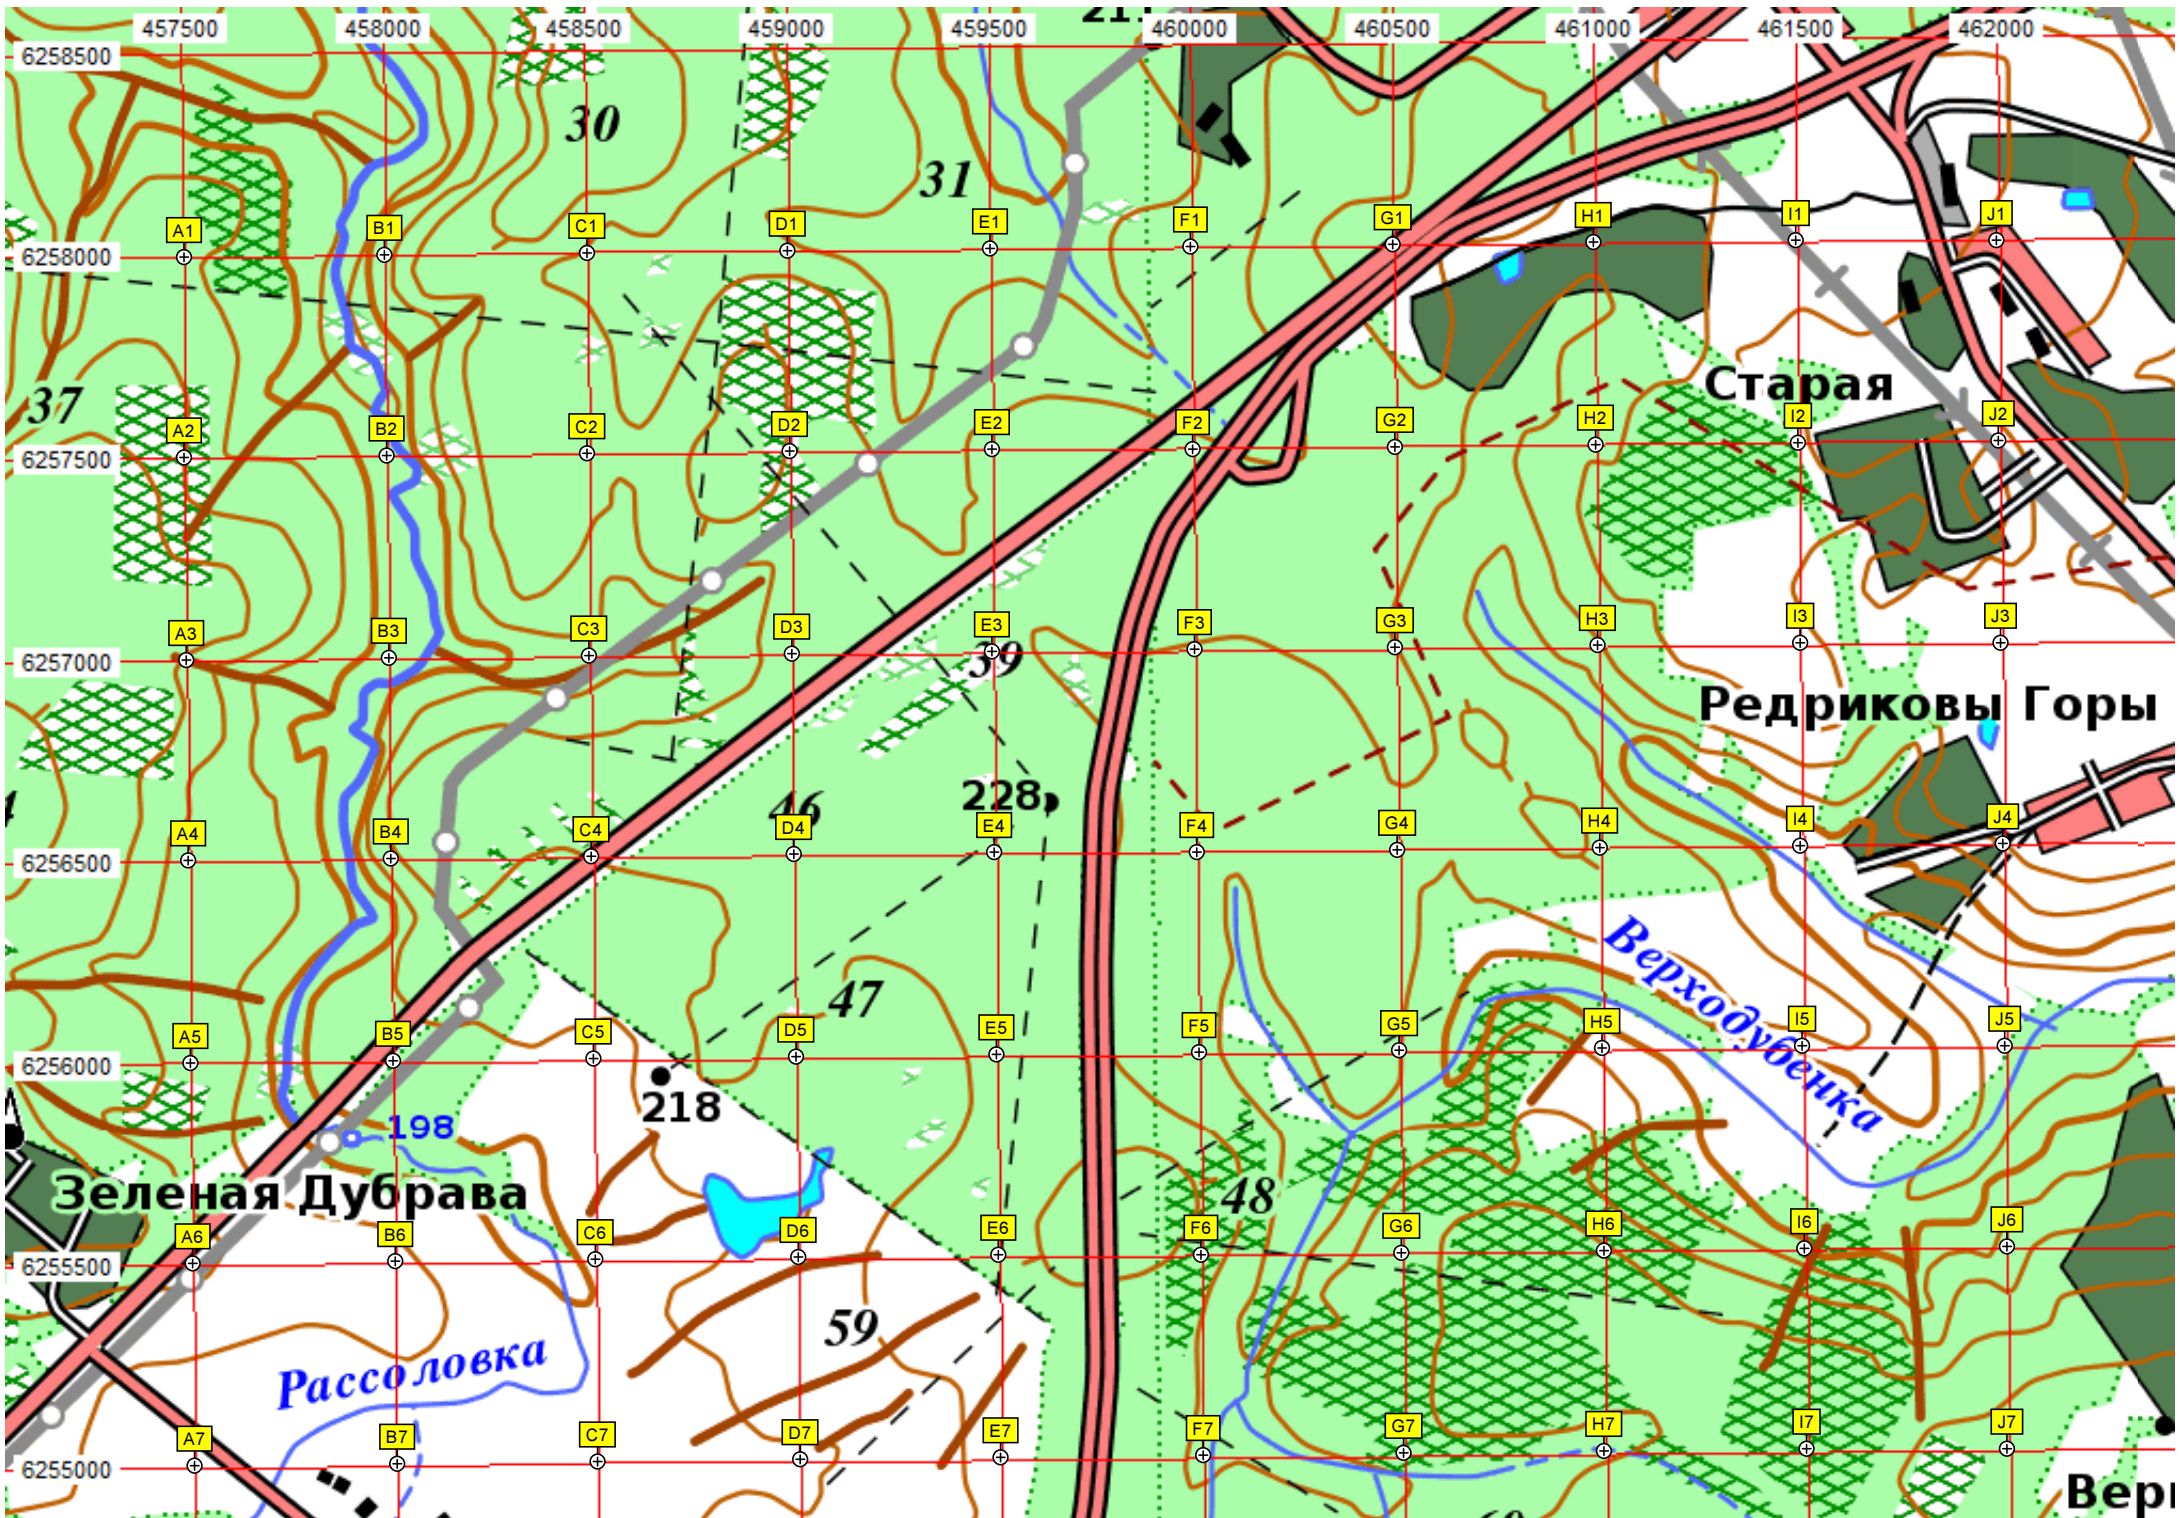 457500 458000 458500 459000 459500 460000 460500 461000 461500 462000
6258500
30
31
A1 B1 C1 D1 E1 F1 G1 H1 I1 J1
6258000
37
Старая
A2 B2 C2 D2 E2 F2 G2 H2 I2 J2
6257500
A3 B3 C3 D3 E3 F3 G3 H3 I3 J3
6257000
39
Редриковы Горы
228
46
A4 B4 C4 D4 E4 F4 G4 H4 I4 J4
6256500
Верходубенка
47
A5 B5 C5 D5 E5 F5 G5 H5 I5 J5
6256000
218
198
Зеленая Дубрава
48
A6 B6 C6 D6 E6 F6 G6 H6 I6 J6
6255500
59
Рассоловка
A7 B7 C7 D7 E7 F7 G7 H7 I7 J7
6255000